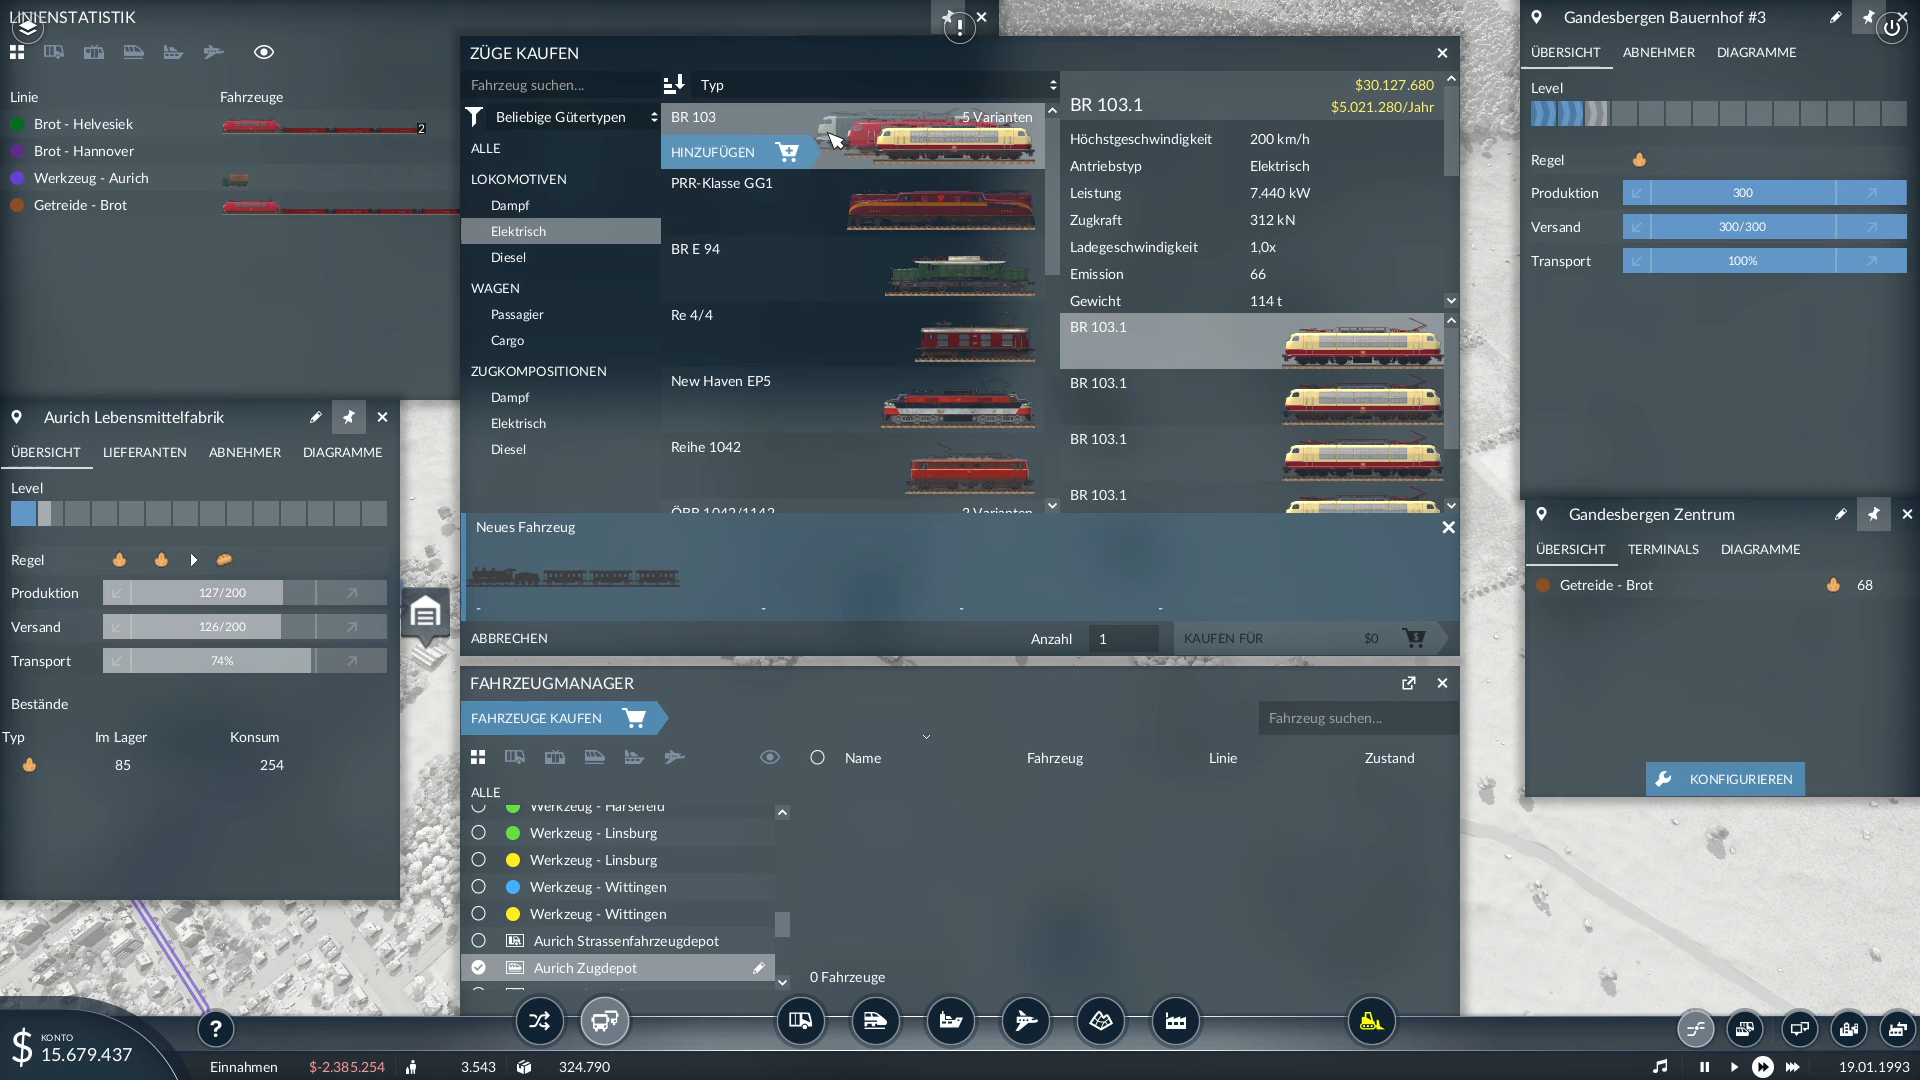 LINIENSTATISTIK
Linie Fahrzeuge
Brot - Helvesiek 2
Brot - Hannover
Werkzeug - Aurich
Getreide - Brot
ZÜGE KAUFEN
Fahrzeug suchen...
Typ
Beliebige Gütertypen
ALLE
LOKOMOTIVEN
Dampf
Elektrisch
Diesel
WAGEN
Passagier
Cargo
ZUGKOMPOSITIONEN
Dampf
Elektrisch
Diesel
BR 103 5 Varianten
HINZUFÜGEN
PRR-Klasse GG1
BR E 94
Re 4/4
New Haven EP5
Reihe 1042
ÖBB 1042/1142 2 Varianten
BR 103.1
$30.127.680
$5.021.280/Jahr
Höchstgeschwindigkeit 200 km/h
Antriebstyp Elektrisch
Leistung 7.440 kW
Zugkraft 312 kN
Ladegeschwindigkeit 1,0x
Emission 66
Gewicht 114 t
BR 103.1
BR 103.1
BR 103.1
BR 103.1
Neues Fahrzeug
- - - -
ABBRECHEN
Anzahl 1
KAUFEN FÜR $0
Gandesbergen Bauernhof #3
ÜBERSICHT ABNEHMER DIAGRAMME
Level
Regel
Produktion 300
Versand 300/300
Transport 100%
Aurich Lebensmittelfabrik
ÜBERSICHT LIEFERANTEN ABNEHMER DIAGRAMME
Level
Regel
Produktion 127/200
Versand 126/200
Transport 74%
Bestände
Typ Im Lager Konsum
85 254
Gandesbergen Zentrum
ÜBERSICHT TERMINALS DIAGRAMME
Getreide - Brot 68
KONFIGURIEREN
FAHRZEUGMANAGER
FAHRZEUGE KAUFEN
Fahrzeug suchen...
Name Fahrzeug Linie Zustand
ALLE
Werkzeug - Harsefeld
Werkzeug - Linsburg
Werkzeug - Linsburg
Werkzeug - Wittingen
Werkzeug - Wittingen
Aurich Strassenfahrzeugdepot
Aurich Zugdepot
0 Fahrzeuge
?
$ KONTO
15.679.437
Einnahmen $-2.385.254 3.543 324.790
19.01.1993